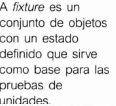 A fixture es un
conjunto de objetos
con un estado
definido que sirve
como base para las
pruebas de
unidades.